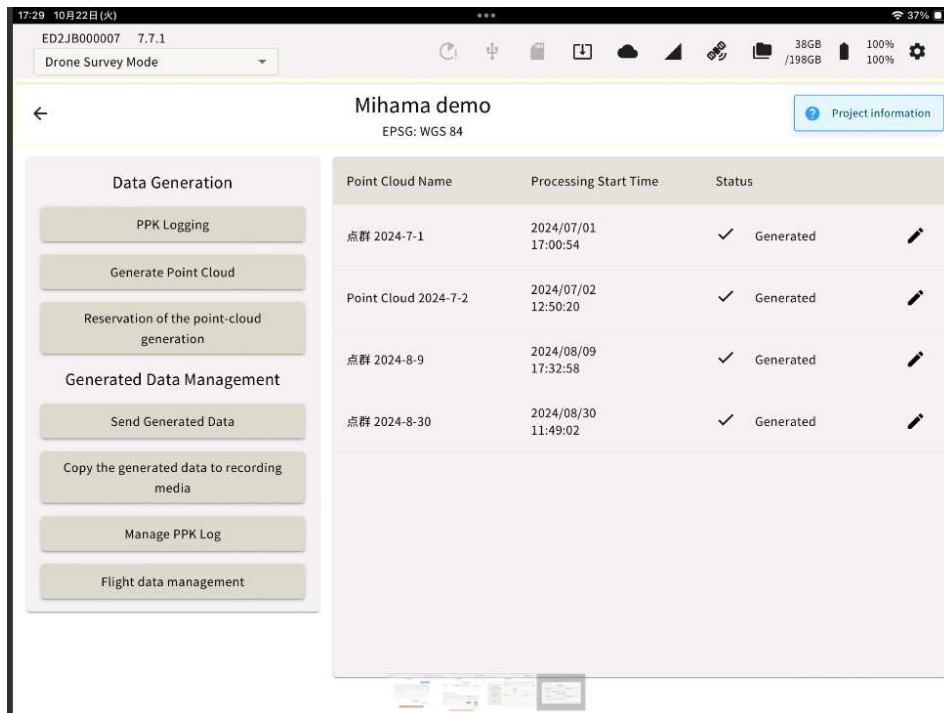 17:29 10月22日(火)
37%
ED2JB000007 7.7.1
Drone Survey Mode
38GB
/198GB
100%
100%
Mihama demo
EPSG: WGS 84
Project information
Data Generation
PPK Logging
Generate Point Cloud
Reservation of the point-cloud
generation
Generated Data Management
Send Generated Data
Copy the generated data to recording
media
Manage PPK Log
Flight data management
Point Cloud Name Processing Start Time Status
点群 2024-7-1
2024/07/01
17:00:54
Generated
Point Cloud 2024-7-2
2024/07/02
12:50:20
Generated
点群 2024-8-9
2024/08/09
17:32:58
Generated
点群 2024-8-30
2024/08/30
11:49:02
Generated